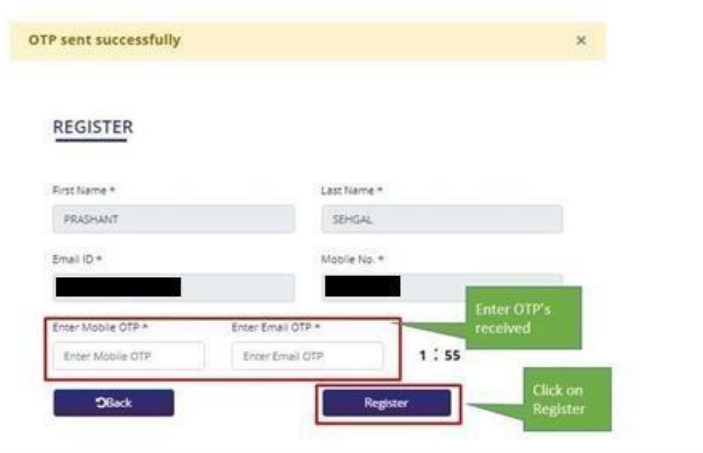 OTP sent successfully ×
REGISTER
First Name * Last Name *
PRASHANT SEHGAL
Email ID * Mobile No. *
Enter OTP's
received
Enter Mobile OTP * Enter Email OTP *
Enter Mobile OTP Enter Email OTP 1 : 55
Click on
Register
Back Register